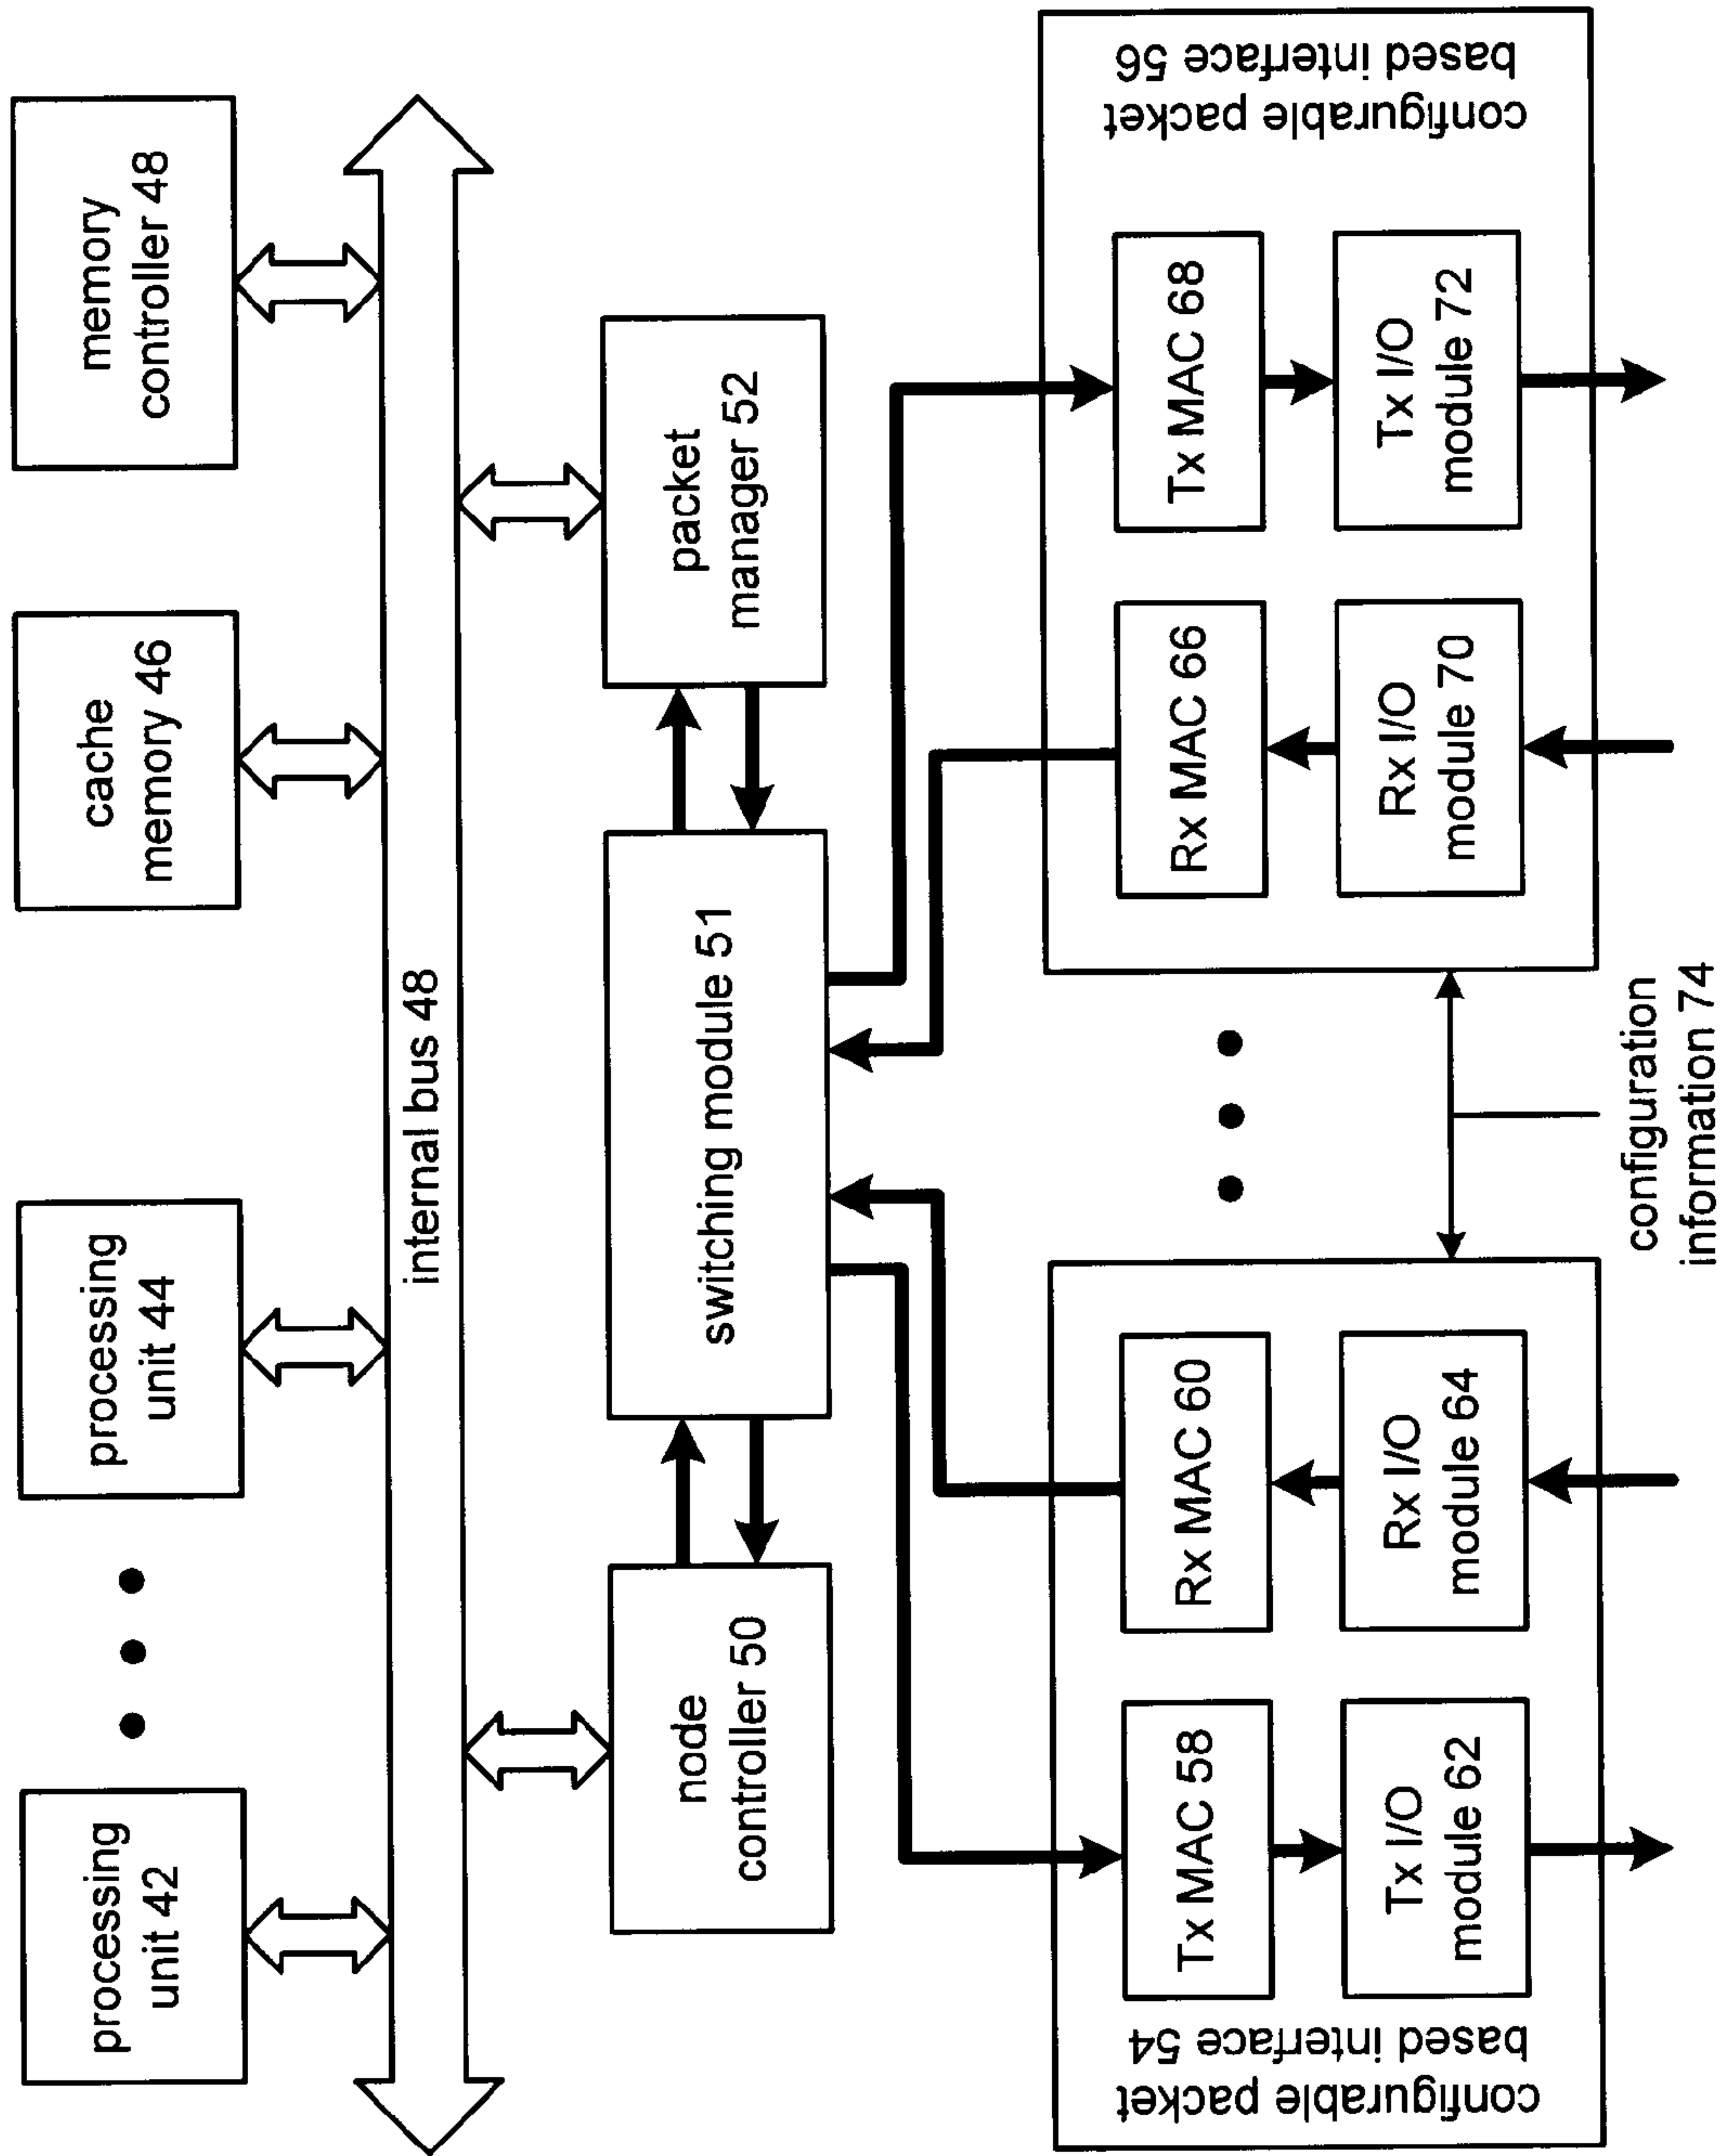 processing
unit 42
processing
unit 44
cache
memory 46
memory
controller 48
internal bus 48
node
controller 50
switching module 51
packet
manager 52
configurable packet
based interface 54
Tx MAC 58
Rx MAC 60
Tx I/O
module 62
Rx I/O
module 64
configuration
information 74
Rx MAC 66
Tx MAC 68
Rx I/O
module 70
Tx I/O
module 72
configurable packet
based interface 56